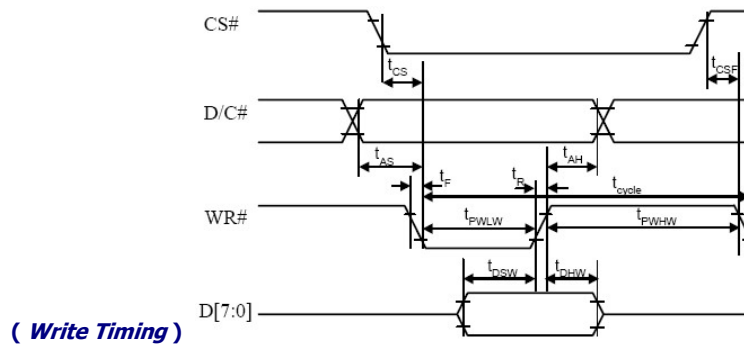 CS#
tCS
tCSF
D/C#
tAS
tAH
tF
tR
tcycle
WR#
tPWLW
tPWHW
tDSW
tDHW
D[7:0]
( Write Timing )